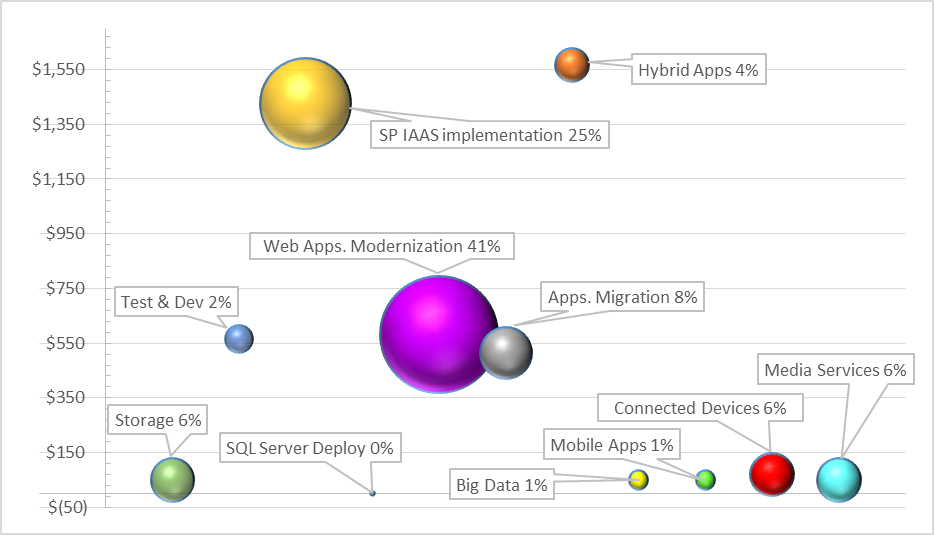 $1,550
Hybrid Apps 4%
$1,350
SP IAAS implementation 25%
$1,150
$950
Web Apps. Modernization 41%
$750
Test & Dev 2%
Apps. Migration 8%
$550
Media Services 6%
$350
Connected Devices 6%
Storage 6%
SQL Server Deploy 0%
Mobile Apps 1%
$150
Big Data 1%
$(50)